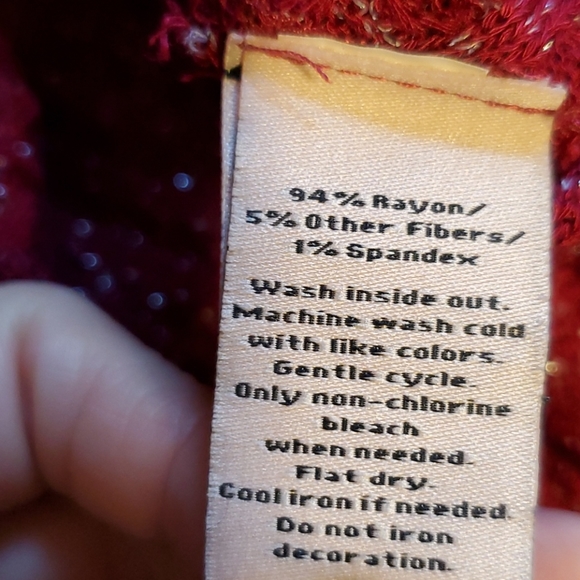 94% Rayon/
5% Other Fibers/
1% Spandex
Wash inside out.
Machine wash cold
with like colors.
Gentle cycle.
Only non-chlorine
bleach
when needed.
Flat dry.
Cool iron if needed.
Do not iron
decoration.